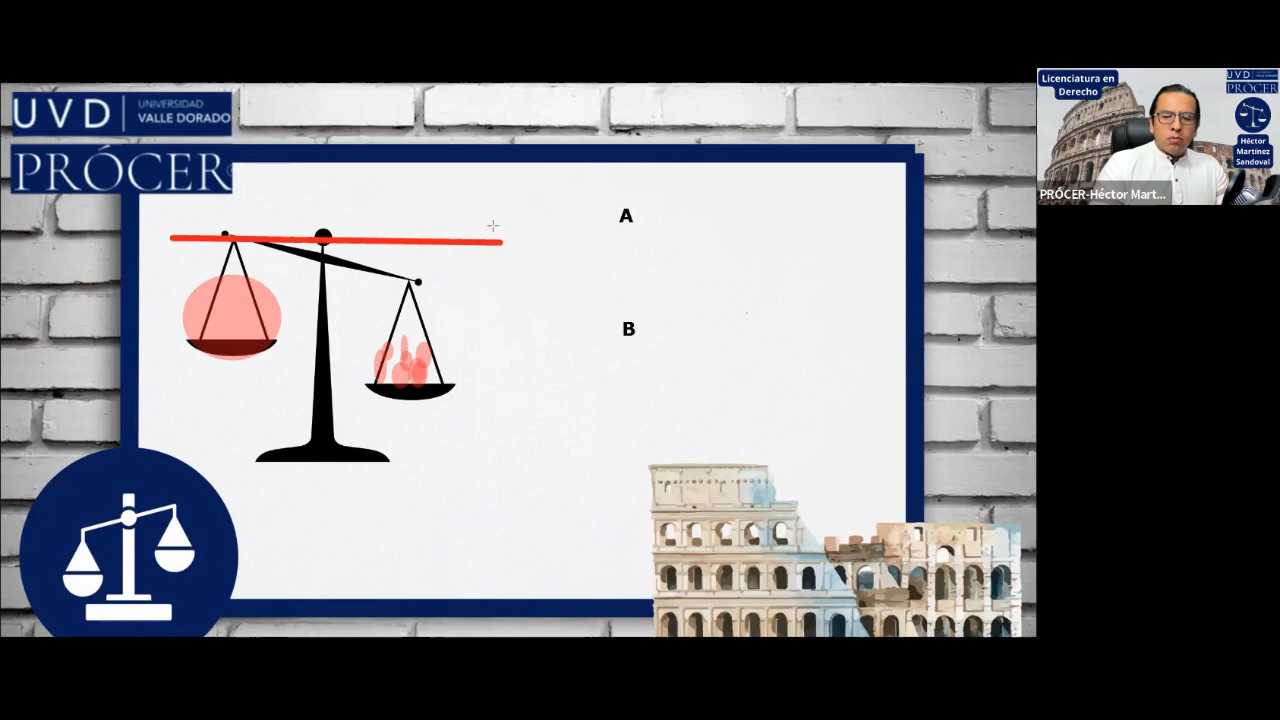 UVD
UNIVERSIDAD
VALLE DORADO
PRÓCER
A
B
Licenciatura en
Derecho
UVD
PRÓCER
Héctor
Martínez
Sandoval
PRÓCER-Héctor Mart...